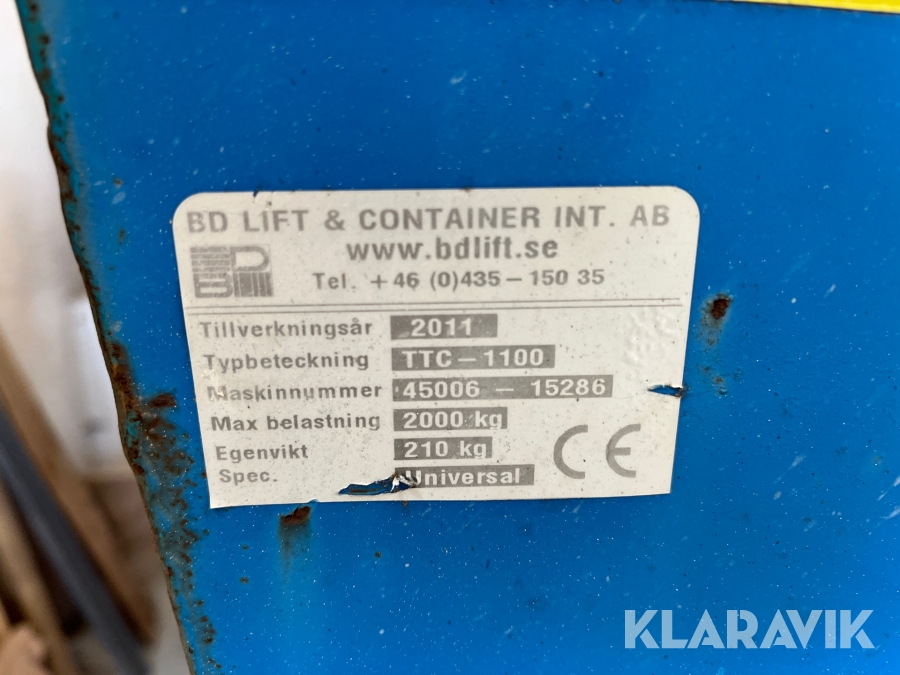 BD LIFT & CONTAINER INT. AB
www.bdlift.se
BD
Tel. +46 (0)435-150 35
Tillverkningsår 2011
Typbeteckning TTC-1100
Maskinnummer 45006 - 15286
Max belastning 2000 kg
Egenvikt 210 kg
Spec. Universal
CE
KLARAVIK